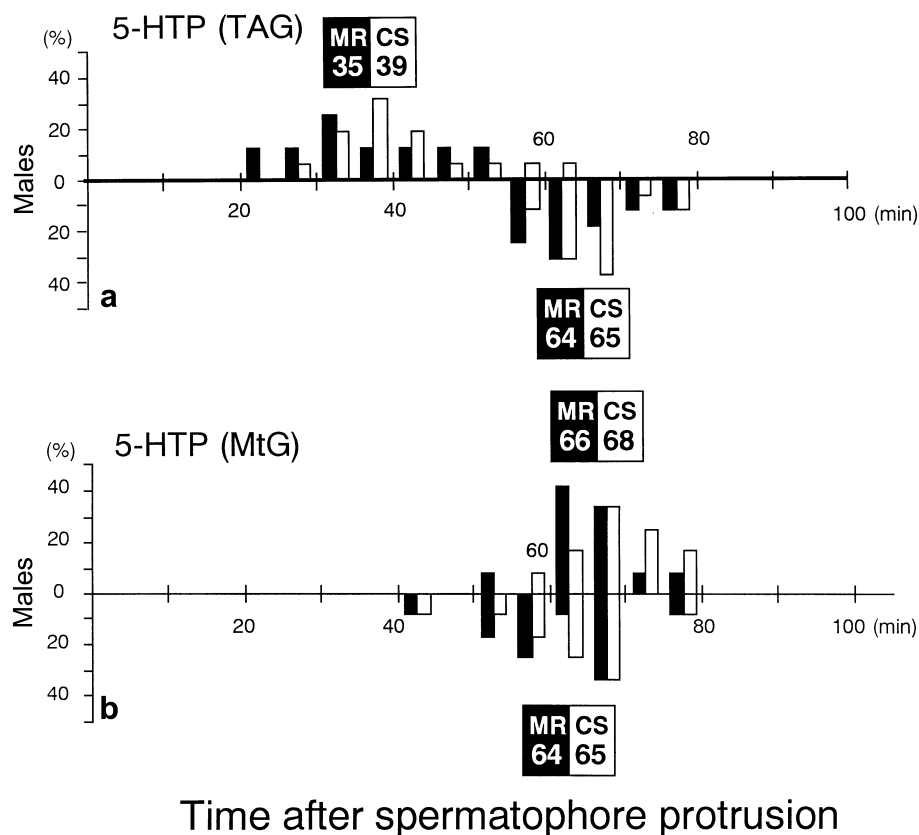 (%)
5-HTP (TAG)
MR CS
35 39
40
20
0
20
40
Males
60
80
20
40
100 (min)
a
MR CS
64 65
MR CS
66 68
(%)
5-HTP (MtG)
40
20
0
20
40
Males
60
20
40
80
100 (min)
b
MR CS
64 65
Time after spermatophore protrusion